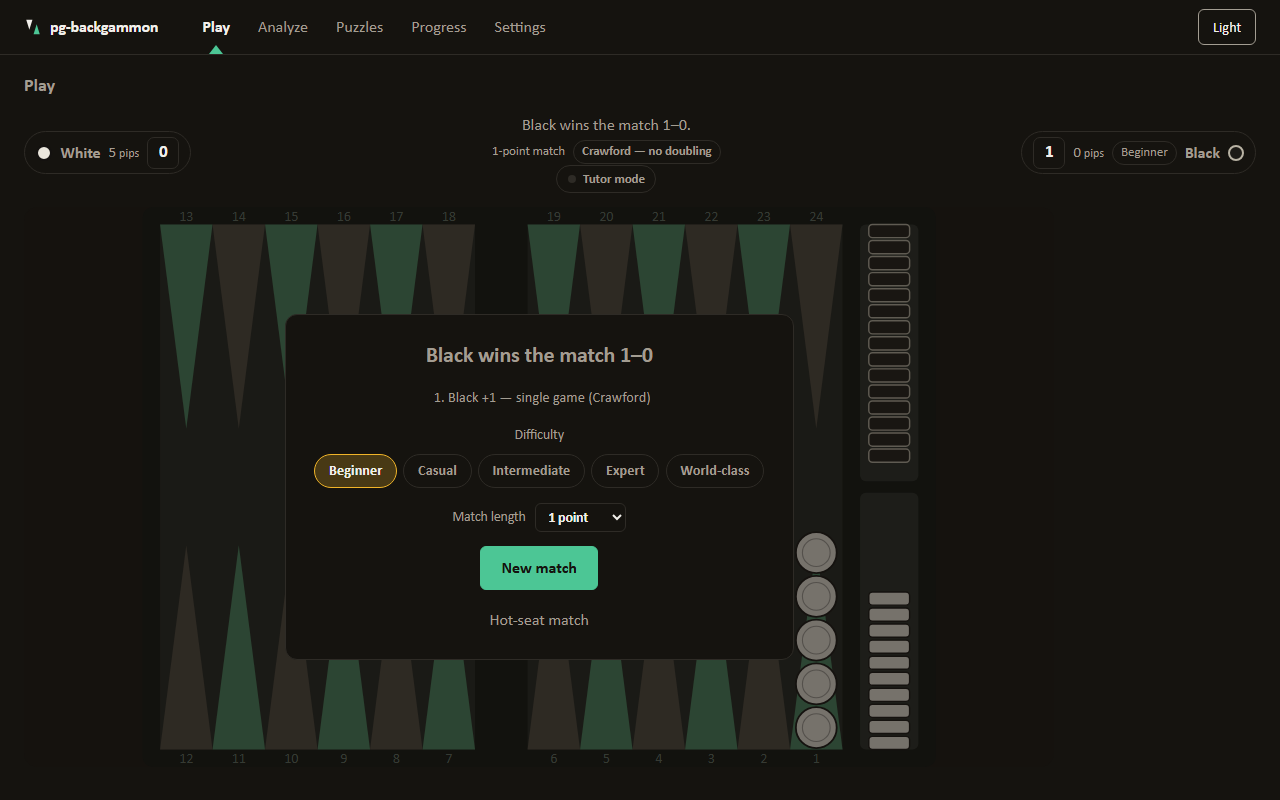 pg-backgammon Play Analyze Puzzles Progress Settings Light
Play
Black wins the match 1–0.
White 5 pips 0
1-point match Crawford — no doubling
1 0 pips Beginner Black
Tutor mode
13 14 15 16 17 18 19 20 21 22 23 24
Black wins the match 1–0
1. Black +1 — single game (Crawford)
Difficulty
Beginner Casual Intermediate Expert World-class
Match length 1 point
New match
Hot-seat match
12 11 10 9 8 7 6 5 4 3 2 1